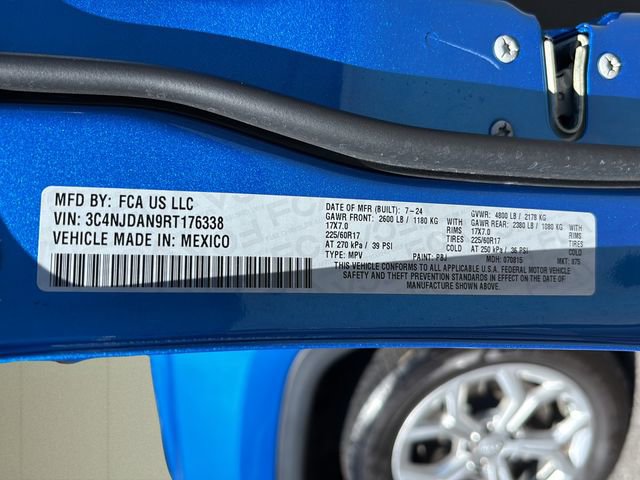 MFD BY: FCA US LLC
VIN: 3C4NJDAN9RT176338
VEHICLE MADE IN: MEXICO
DATE OF MFR (BUILT): 7-24
GAWR FRONT: 2600 LB / 1180 KG
17X7.0 RIMS
225/60R17 TIRES
AT 270 kPa / 39 PSI COLD
TYPE: MPV PAINT: PBJ
GVWR: 4800 LB / 2178 KG
GAWR REAR: 2380 LB / 1080 KG
17X7.0 RIMS
225/60R17 TIRES
AT 250 kPa / 36 PSI COLD
MDH: 070815 MKT: 875
THIS VEHICLE CONFORMS TO ALL APPLICABLE U.S.A. FEDERAL MOTOR VEHICLE
SAFETY AND THEFT PREVENTION STANDARDS IN EFFECT ON THE DATE OF
MANUFACTURE SHOWN ABOVE.